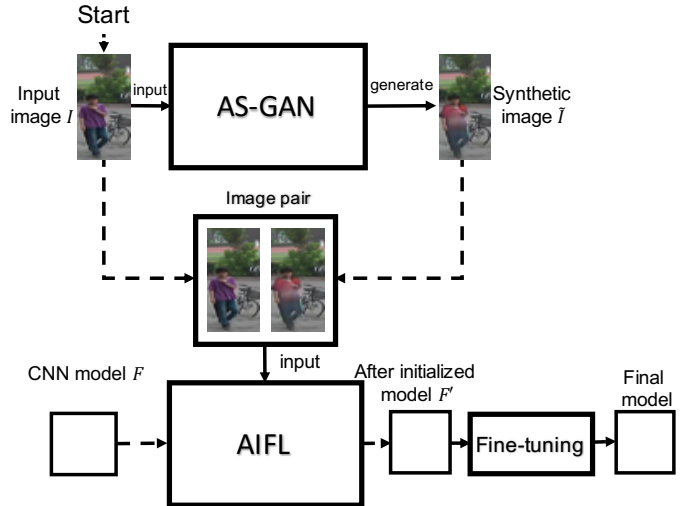 Start
Input
image I
input
AS-GAN
generate
Synthetic
image Ĩ
Image pair
input
CNN model F
After initialized
model F'
Final
model
AIFL
Fine-tuning